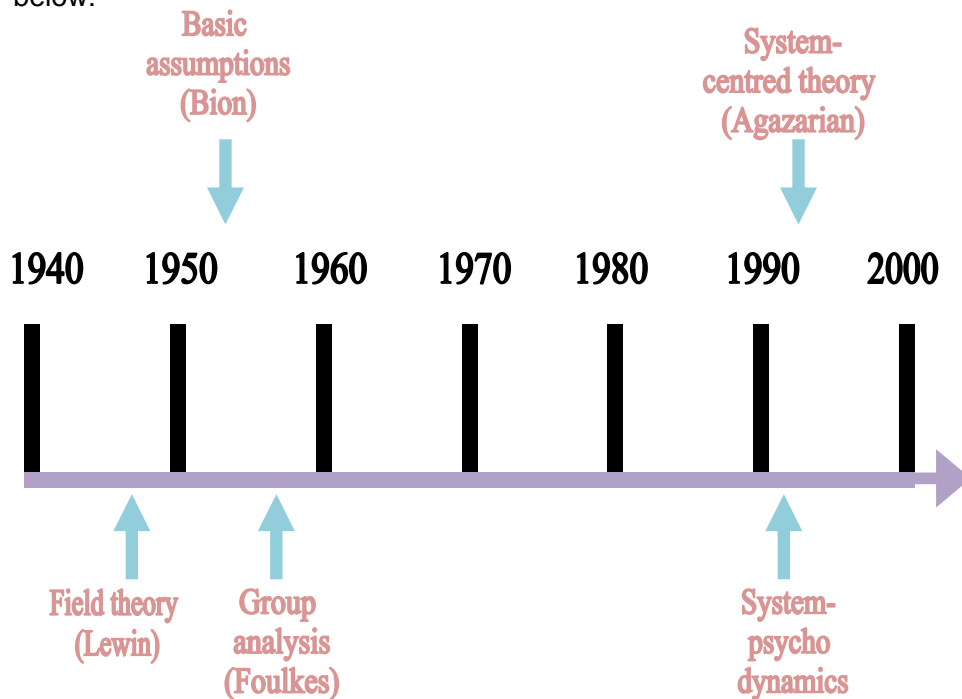 below:
Basic
assumptions
(Bion)
System-
centred theory
(Agazarian)
1940 1950 1960 1970 1980 1990 2000
Field theory
(Lewin)
Group
analysis
(Foulkes)
System-
psycho
dynamics